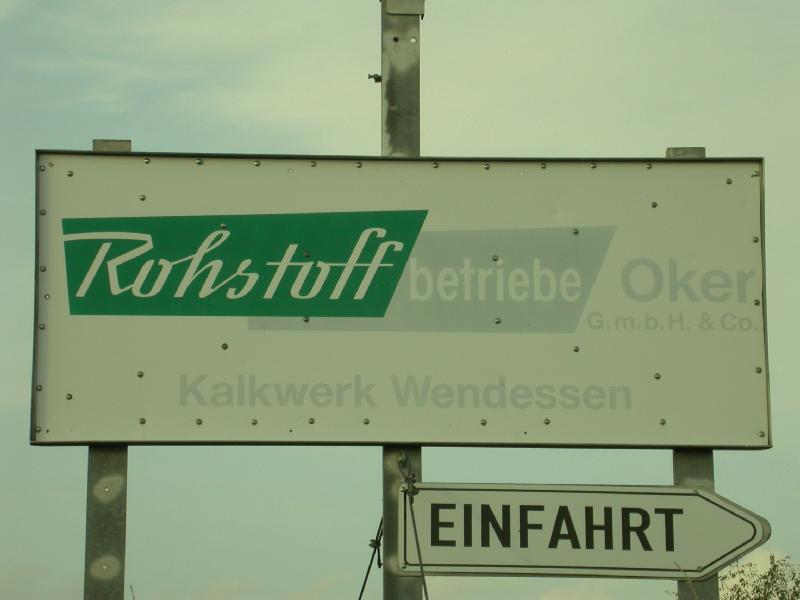 Rohstoff betriebe Oker
G.m.b.H. & Co.
Kalkwerk Wendessen
EINFAHRT